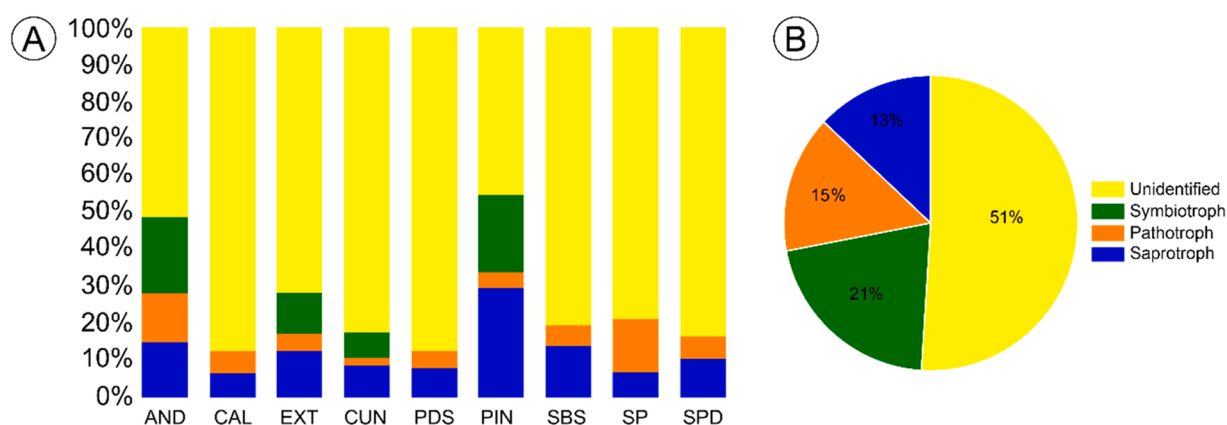 A
100%
90%
80%
70%
60%
50%
40%
30%
20%
10%
0%
AND CAL EXT CUN PDS PIN SBS SP SPD
B
13%
15%
51%
21%
Unidentified
Symbiotroph
Pathotroph
Saprotroph